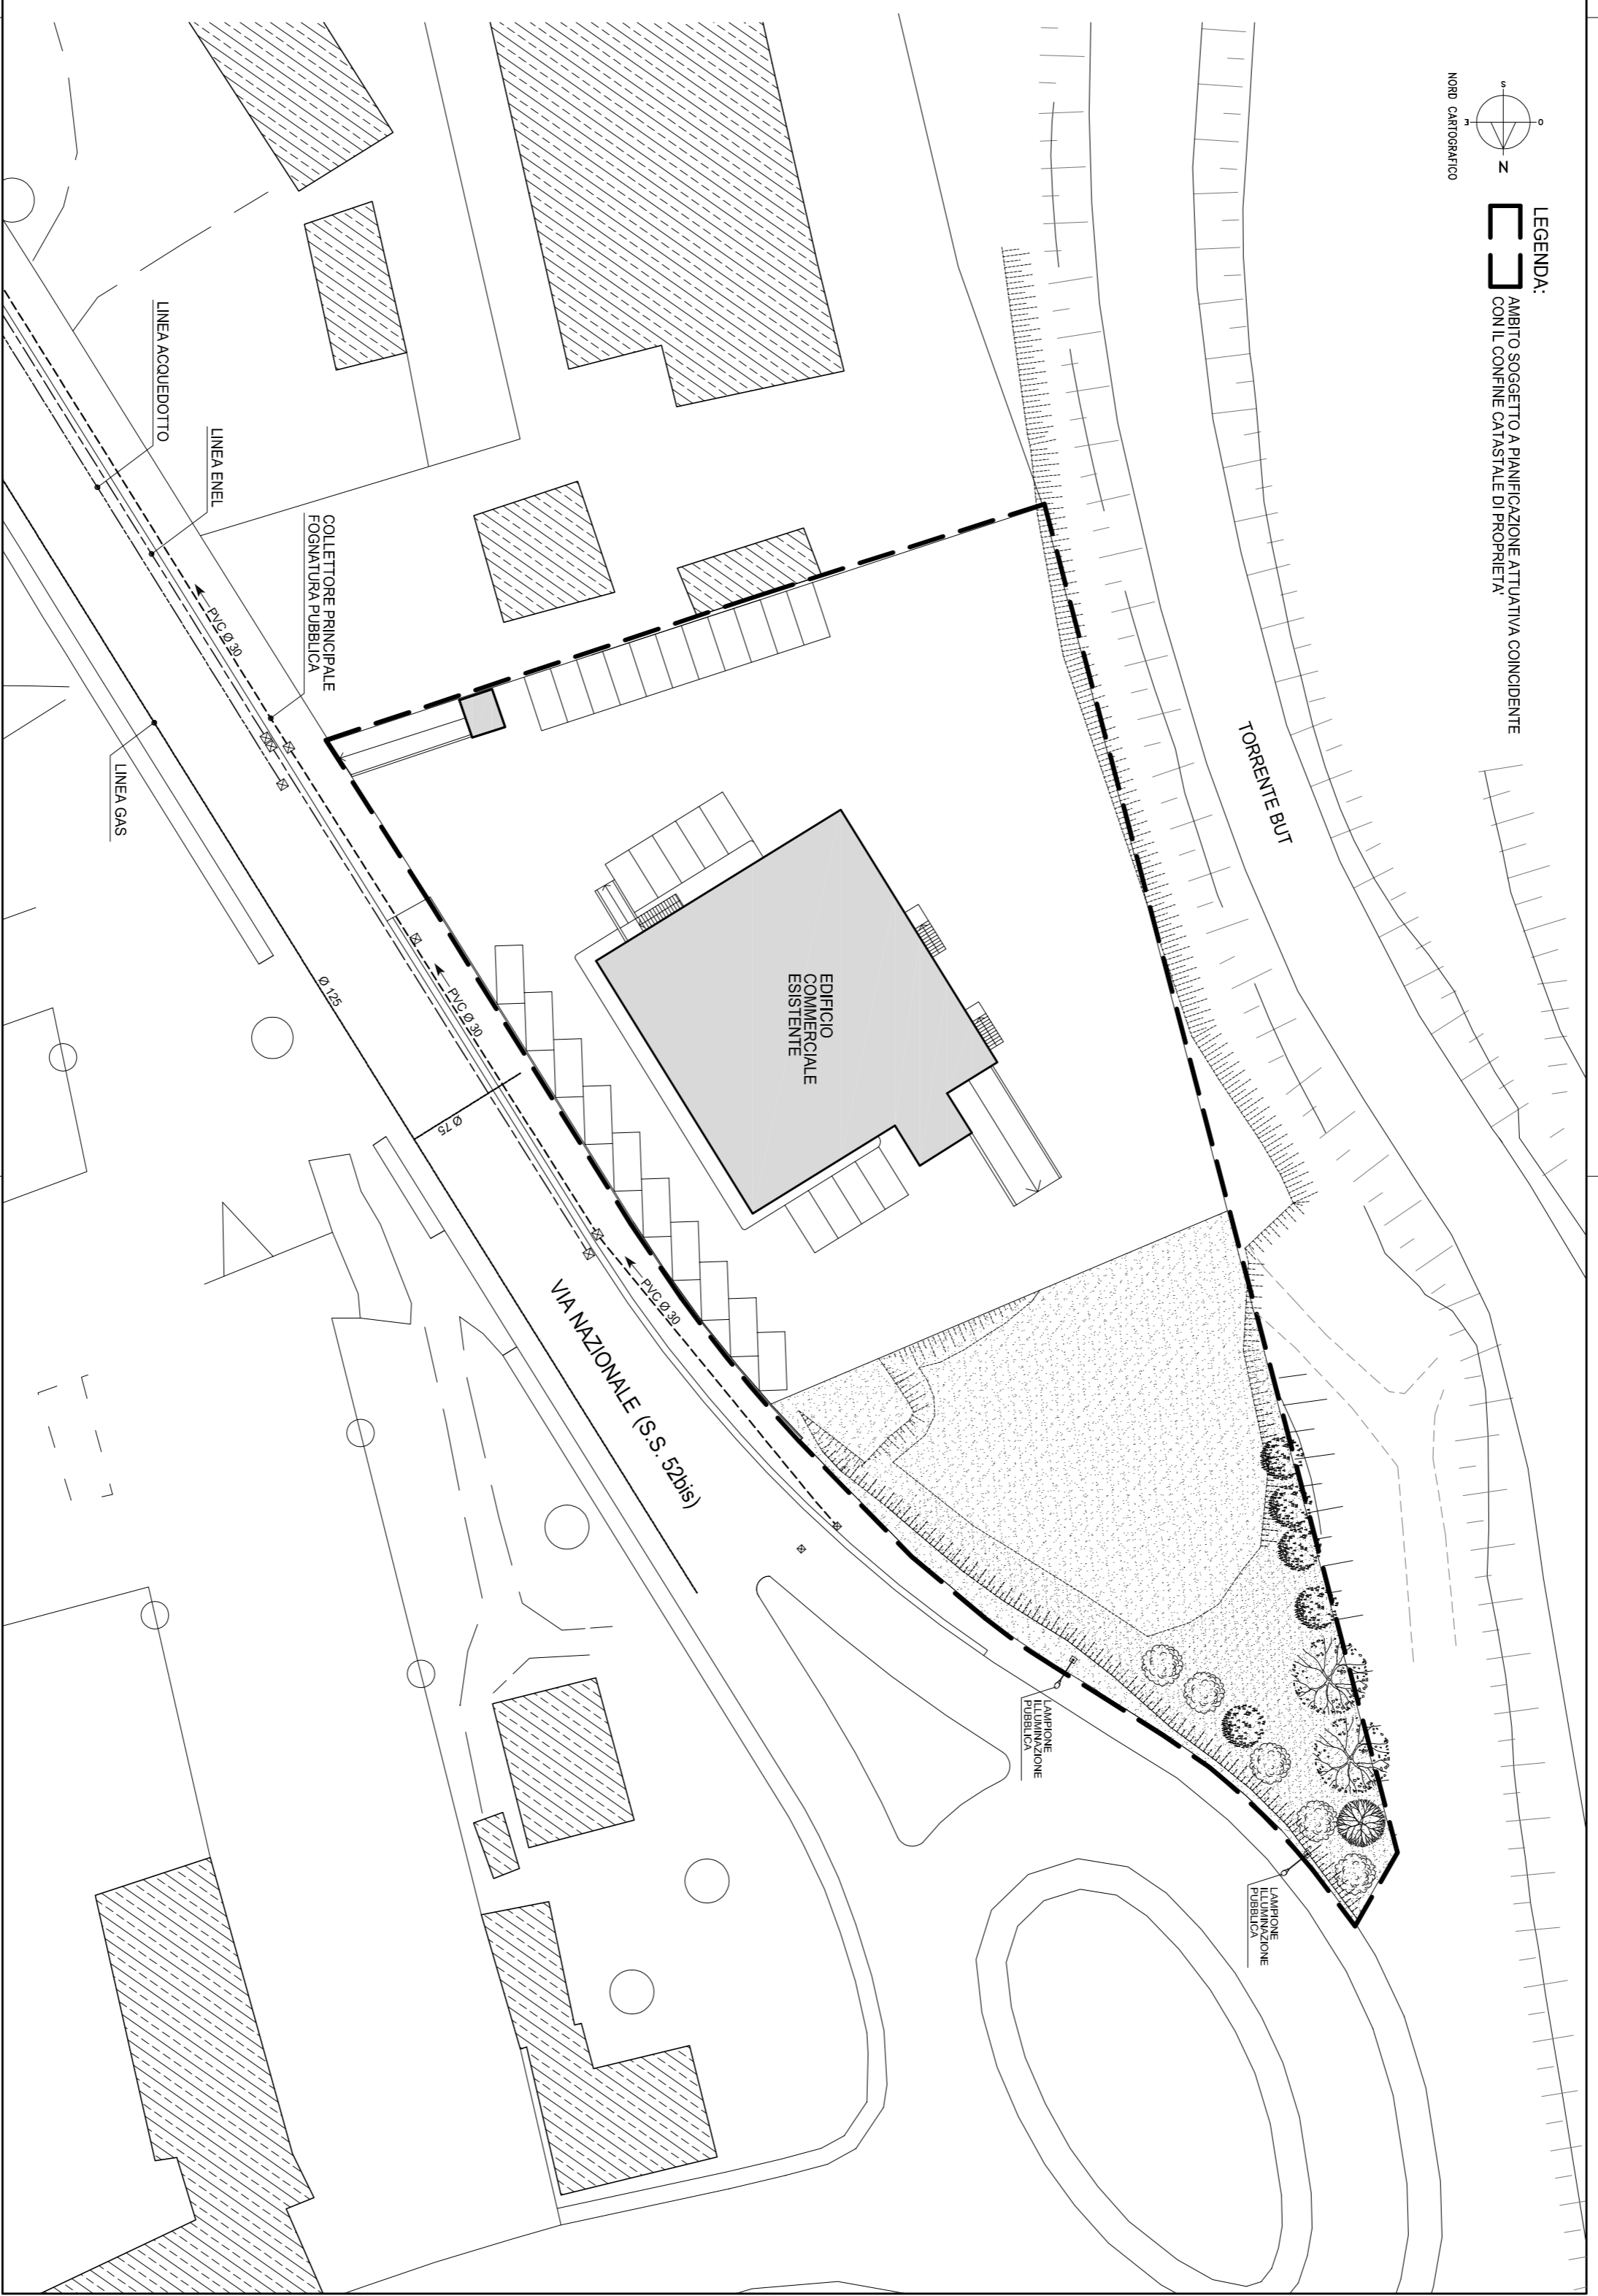 LEGENDA:
AMBITO SOGGETTO A PIANIFICAZIONE ATTUATIVA COINCIDENTE
CON IL CONFINE CATASTALE DI PROPRIETA'
S
O
E
N
NORD CARTOGRAFICO
TORRENTE BUT
EDIFICIO
COMMERCIALE
ESISTENTE
LINEA ACQUEDOTTO
LINEA ENEL
COLLETTORE PRINCIPALE
FOGNATURA PUBBLICA
PVC Ø 30
LINEA GAS
Ø 125
PVC Ø 30
Ø 75
PVC Ø 30
VIA NAZIONALE (S.S. 52bis)
LAMPIONE
ILLUMINAZIONE
PUBBLICA
LAMPIONE
ILLUMINAZIONE
PUBBLICA